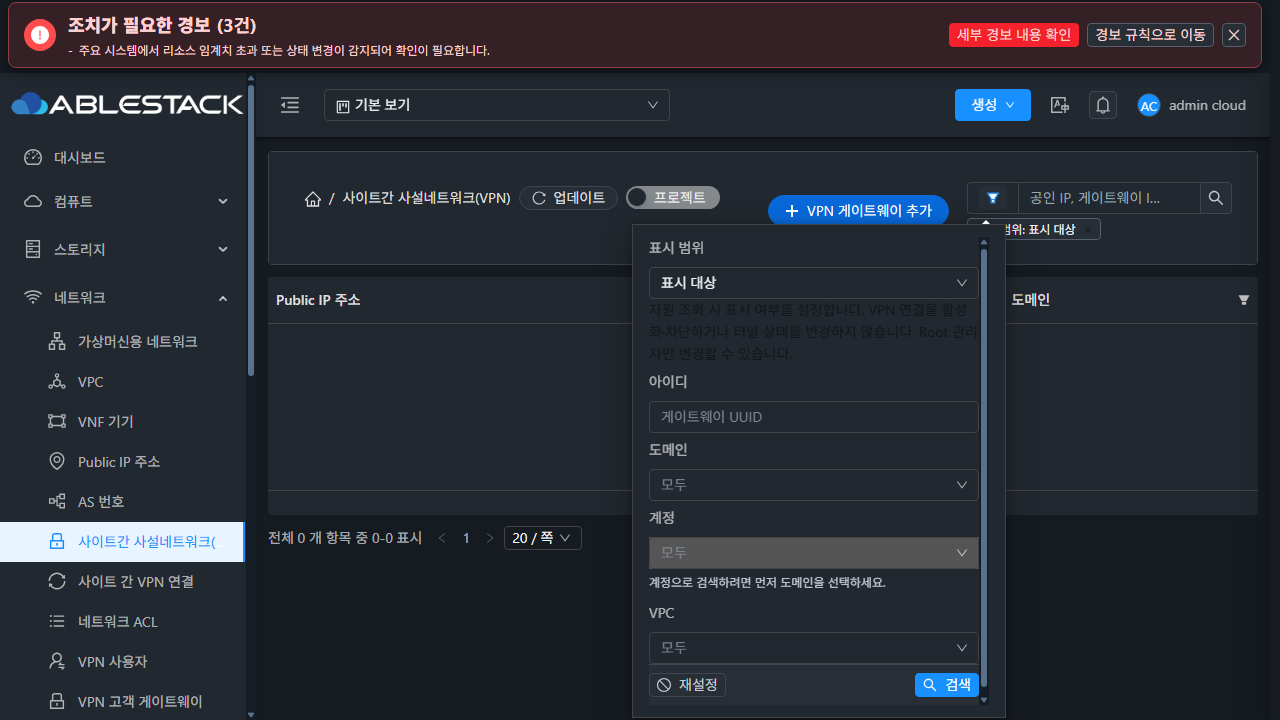 조치가 필요한 경보 (3건)
- 주요 시스템에서 리소스 임계치 초과 또는 상태 변경이 감지되어 확인이 필요합니다.
세부 경보 내용 확인
경보 규칙으로 이동
ABLESTACK
기본 보기
생성
AC
admin cloud
대시보드
컴퓨트
스토리지
네트워크
가상머신용 네트워크
VPC
VNF 기기
Public IP 주소
AS 번호
사이트간 사설네트워크(
사이트 간 VPN 연결
네트워크 ACL
VPN 사용자
VPN 고객 게이트웨이
/ 사이트간 사설네트워크(VPN)
업데이트
프로젝트
VPN 게이트웨이 추가
공인 IP, 게이트웨이 I...
범위: 표시 대상
Public IP 주소
도메인
전체 0 개 항목 중 0-0 표시
1
20 / 쪽
표시 범위
표시 대상
자원 조회 시 표시 여부를 설정합니다. VPN 연결을 활성
화·차단하거나 터널 상태를 변경하지 않습니다. Root 관리
자만 변경할 수 있습니다.
아이디
게이트웨이 UUID
도메인
모두
계정
모두
계정으로 검색하려면 먼저 도메인을 선택하세요.
VPC
모두
재설정
검색